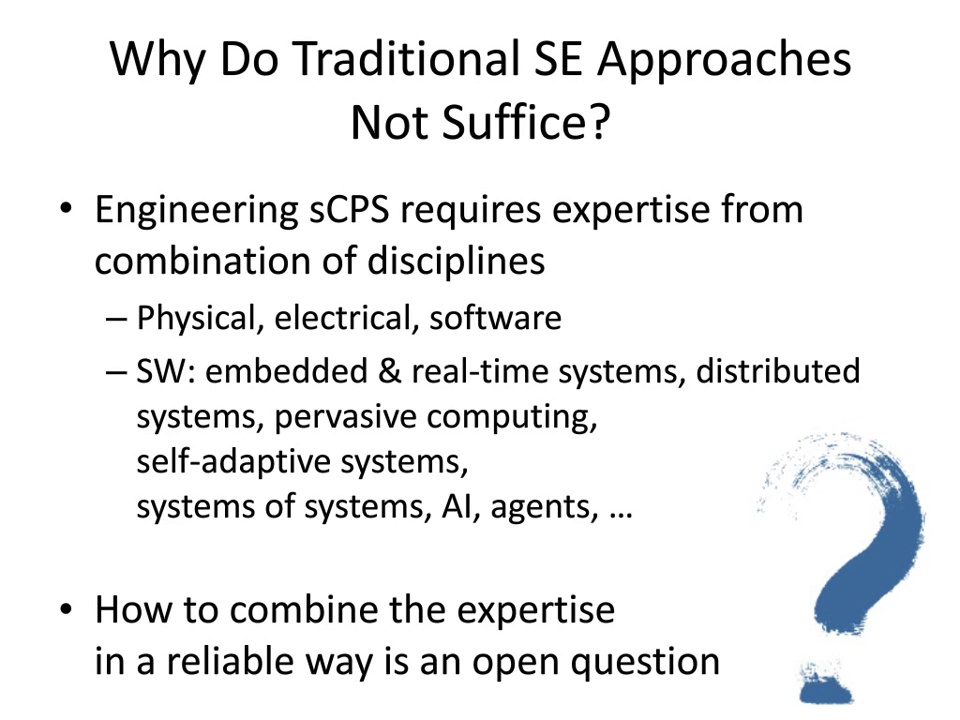 Why Do Traditional SE Approaches
Not Suffice?
• Engineering sCPS requires expertise from
combination of disciplines
– Physical, electrical, software
– SW: embedded & real-time systems, distributed
systems, pervasive computing,
self-adaptive systems,
systems of systems, AI, agents, …
• How to combine the expertise
in a reliable way is an open question
?